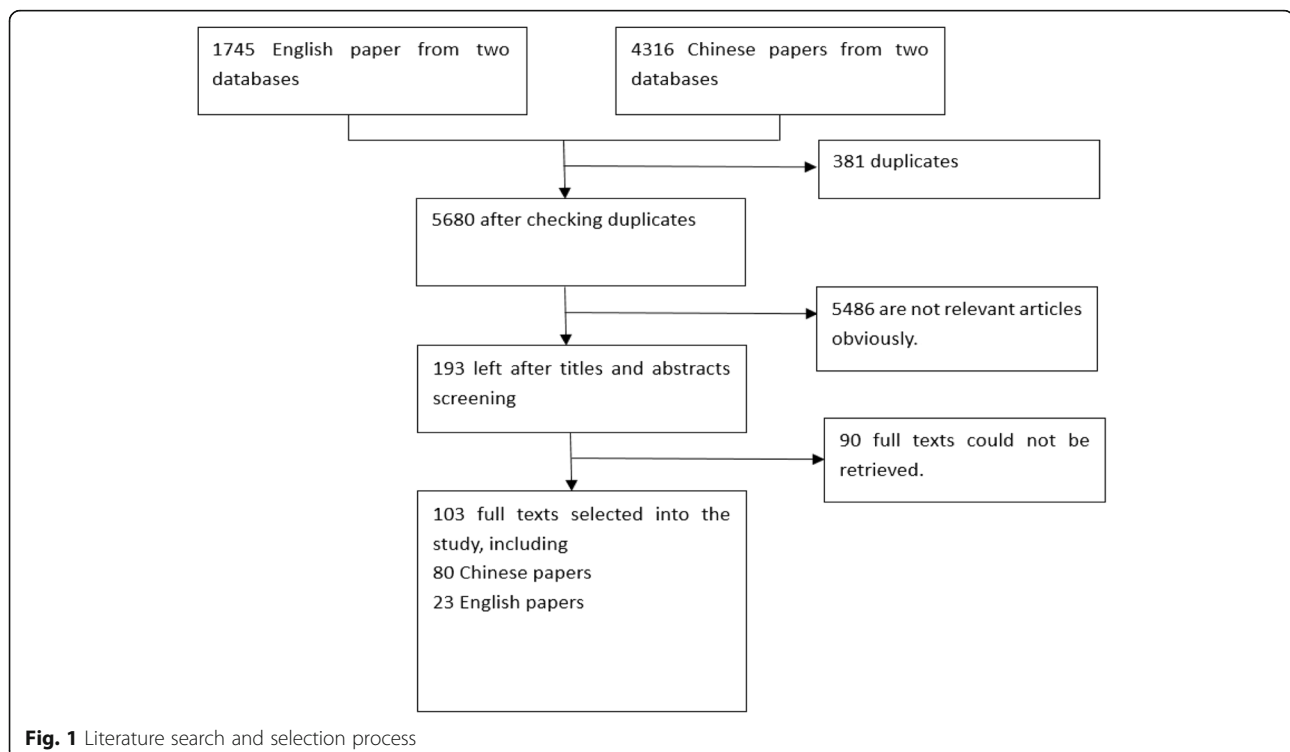 1745 English paper from two
databases
4316 Chinese papers from two
databases
381 duplicates
5680 after checking duplicates
5486 are not relevant articles
obviously.
193 left after titles and abstracts
screening
90 full texts could not be
retrieved.
103 full texts selected into the
study, including
80 Chinese papers
23 English papers
Fig. 1 Literature search and selection process